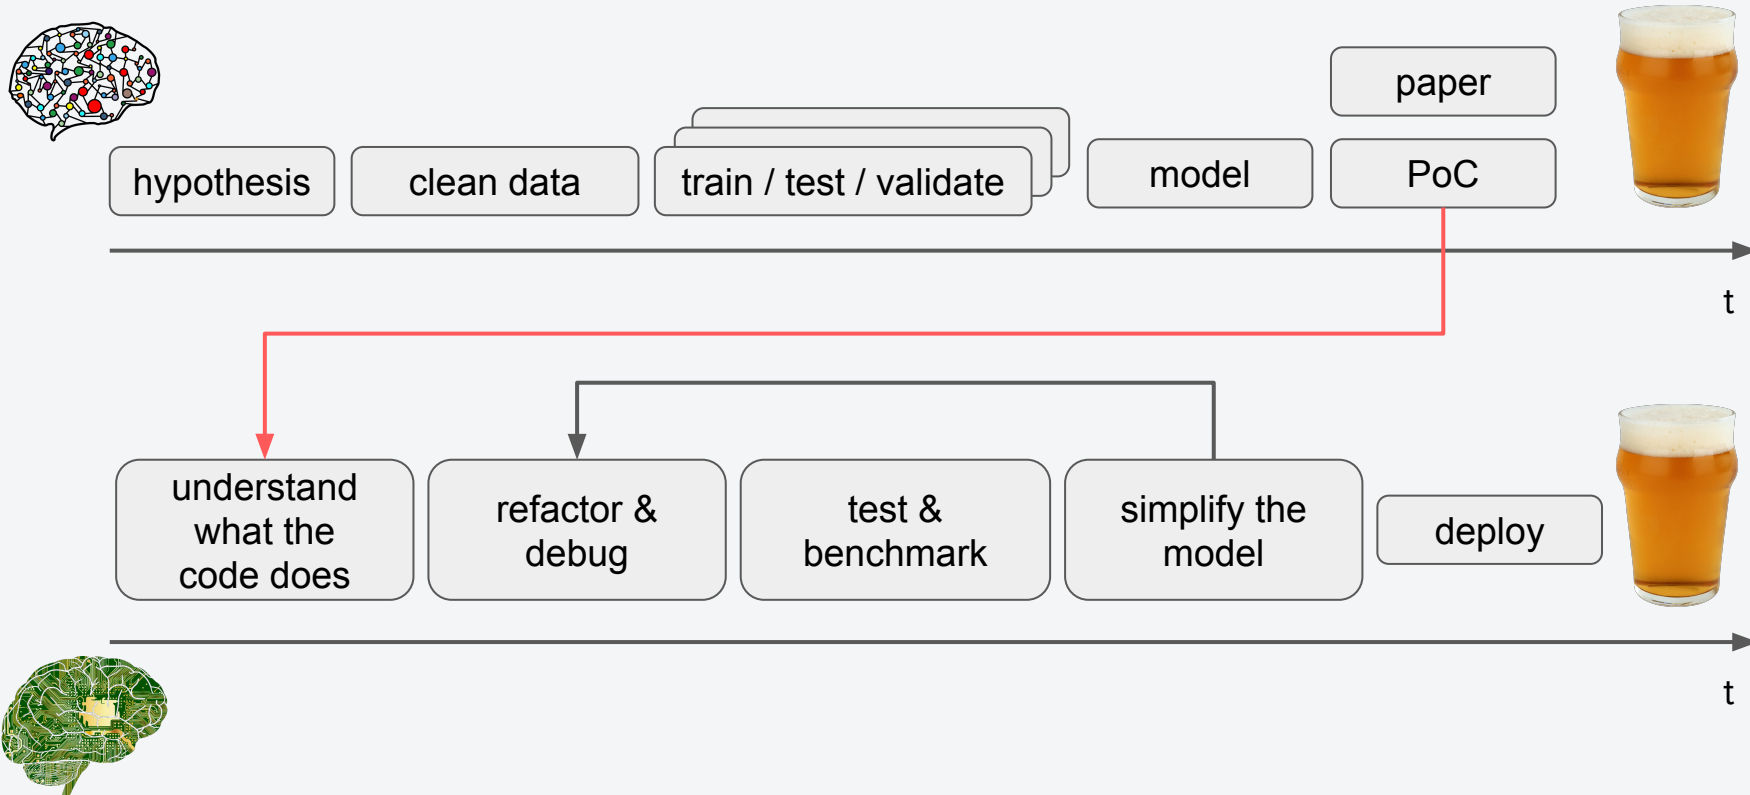 paper
hypothesis
clean data
train / test / validate
model
PoC
t
understand
what the
code does
refactor &
debug
test &
benchmark
simplify the
model
deploy
t